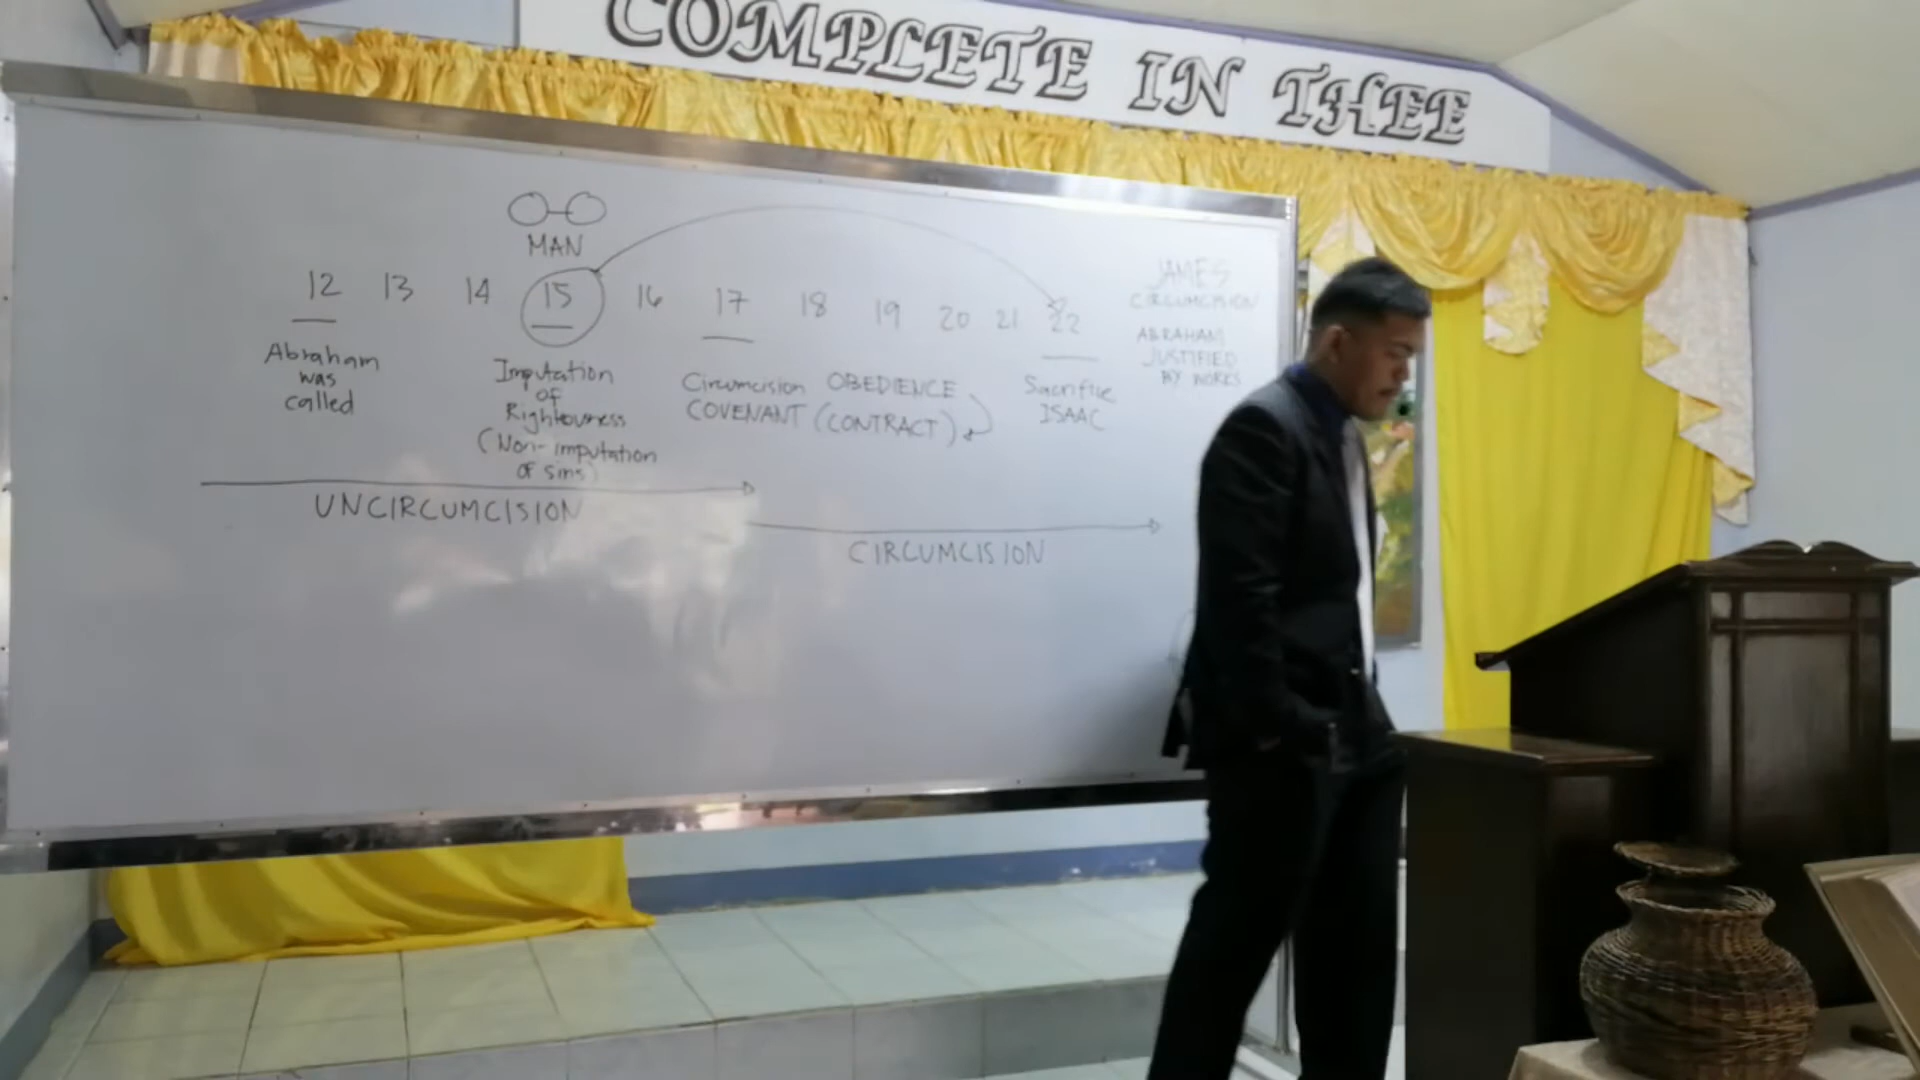 COMPLETE IN THEE
MAN
12 13 14 15 16 17 18 19 20 21 22
Abraham
was
called
Imputation
of
Righteousness
(Non-imputation
of sins)
Circumcision OBEDIENCE
COVENANT (CONTRACT)
Sacrifice
ISAAC
JAMES
CIRCUMCISION
ABRAHAM
JUSTIFIED
BY WORKS
UNCIRCUMCISION
CIRCUMCISION